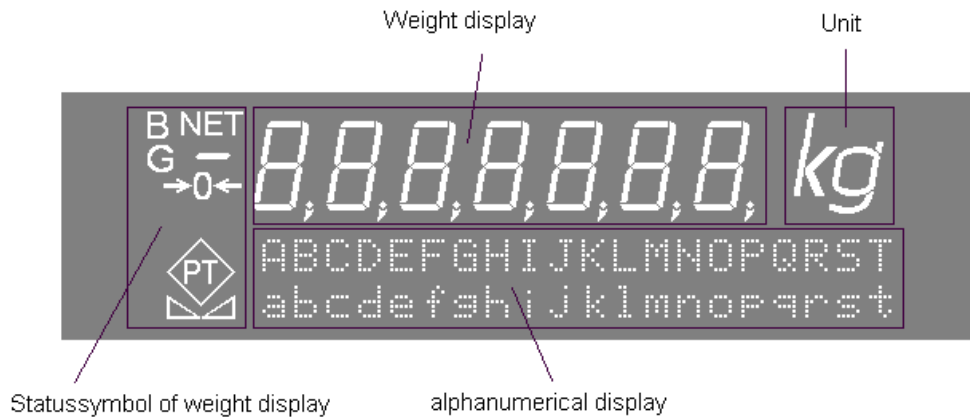 Weight display
Unit
B NET
G
→0←
8,8,8,8,8,8,8,
kg
PT
ABCDEFGHIJKLMNOPQRST
abcdefghijklmnopqrst
Statussymbol of weight display
alphanumerical display